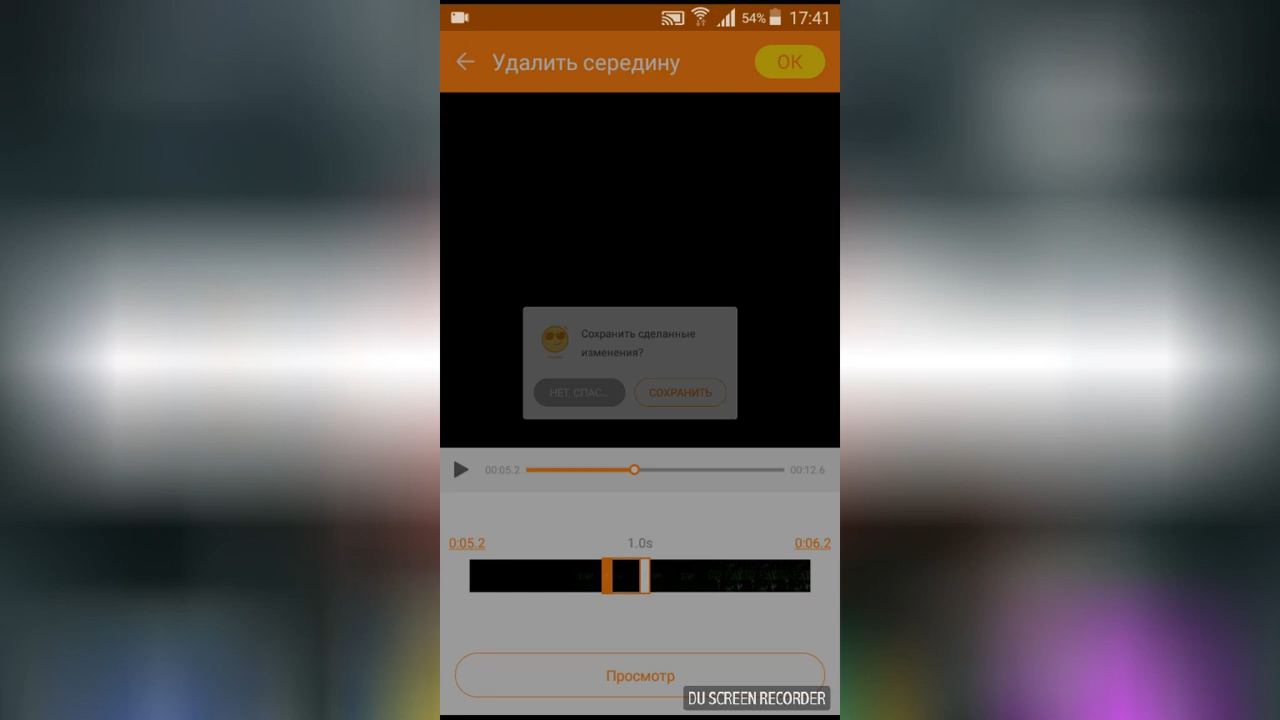 54% 17:41
Удалить середину OK
Сохранить сделанные
изменения?
НЕТ, СПАС... СОХРАНИТЬ
00:05.2 00:12.6
0:05.2 1.0s 0:06.2
Просмотр
DU SCREEN RECORDER